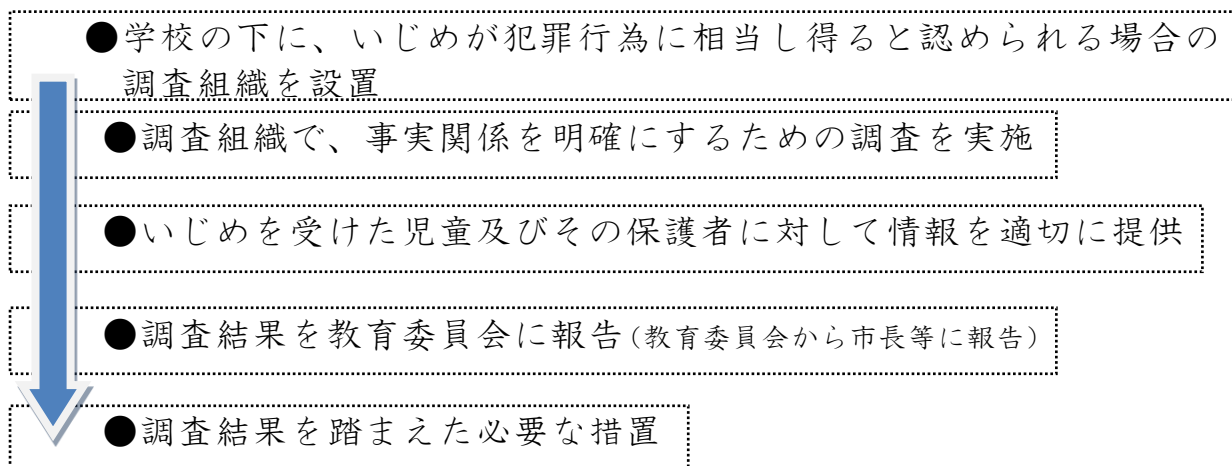 ●学校の下に、いじめが犯罪行為に相当し得ると認められる場合の
調査組織を設置
●調査組織で、事実関係を明確にするための調査を実施
●いじめを受けた児童及びその保護者に対して情報を適切に提供
●調査結果を教育委員会に報告(教育委員会から市長等に報告)
●調査結果を踏まえた必要な措置